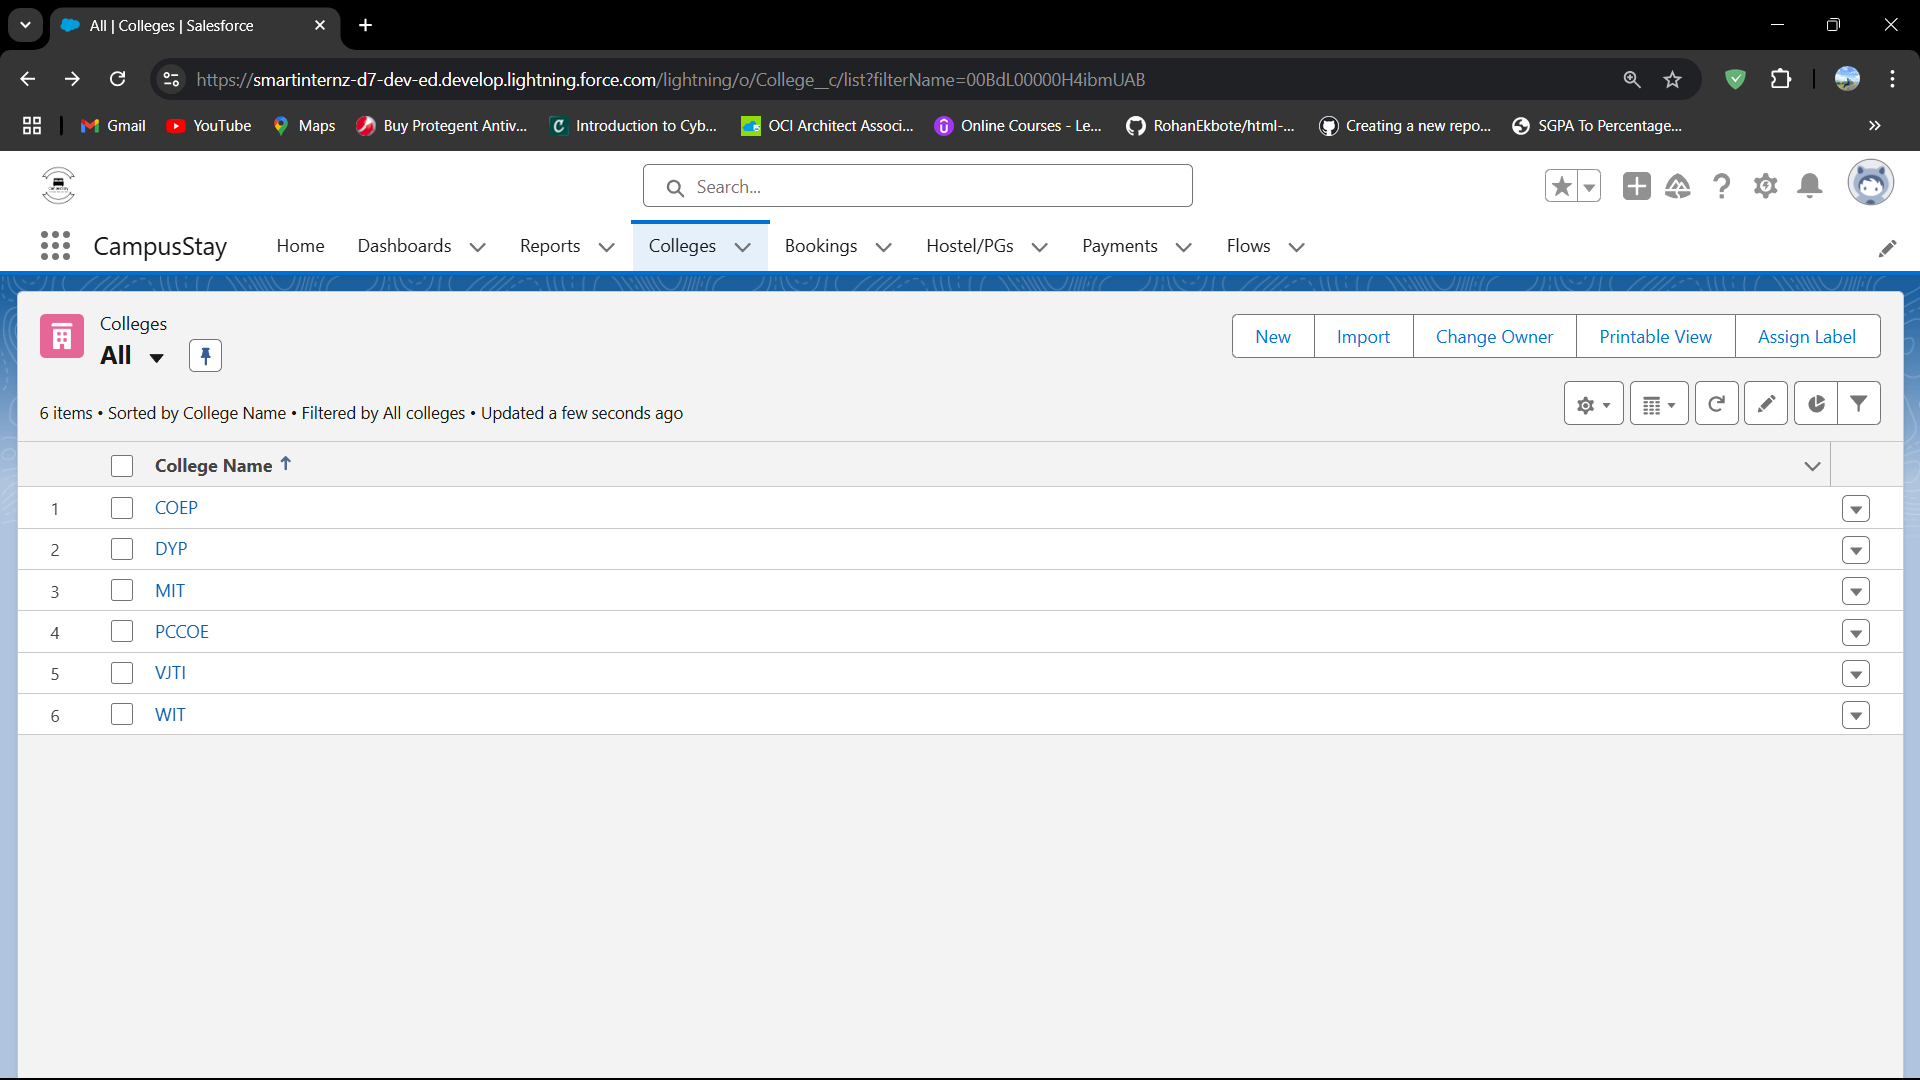 All | Colleges | Salesforce
https://smartinternz-d7-dev-ed.develop.lightning.force.com/lightning/o/College__c/list?filterName=00BdL00000H4ibmUAB
Gmail YouTube Maps Buy Protegent Antiv... Introduction to Cyb... OCI Architect Associ... Online Courses - Le... RohanEkbote/html-... Creating a new repo... SGPA To Percentage...
Search...
CampusStay Home Dashboards Reports Colleges Bookings Hostel/PGs Payments Flows
Colleges
All
New Import Change Owner Printable View Assign Label
6 items • Sorted by College Name • Filtered by All colleges • Updated a few seconds ago
College Name
1 COEP
2 DYP
3 MIT
4 PCCOE
5 VJTI
6 WIT